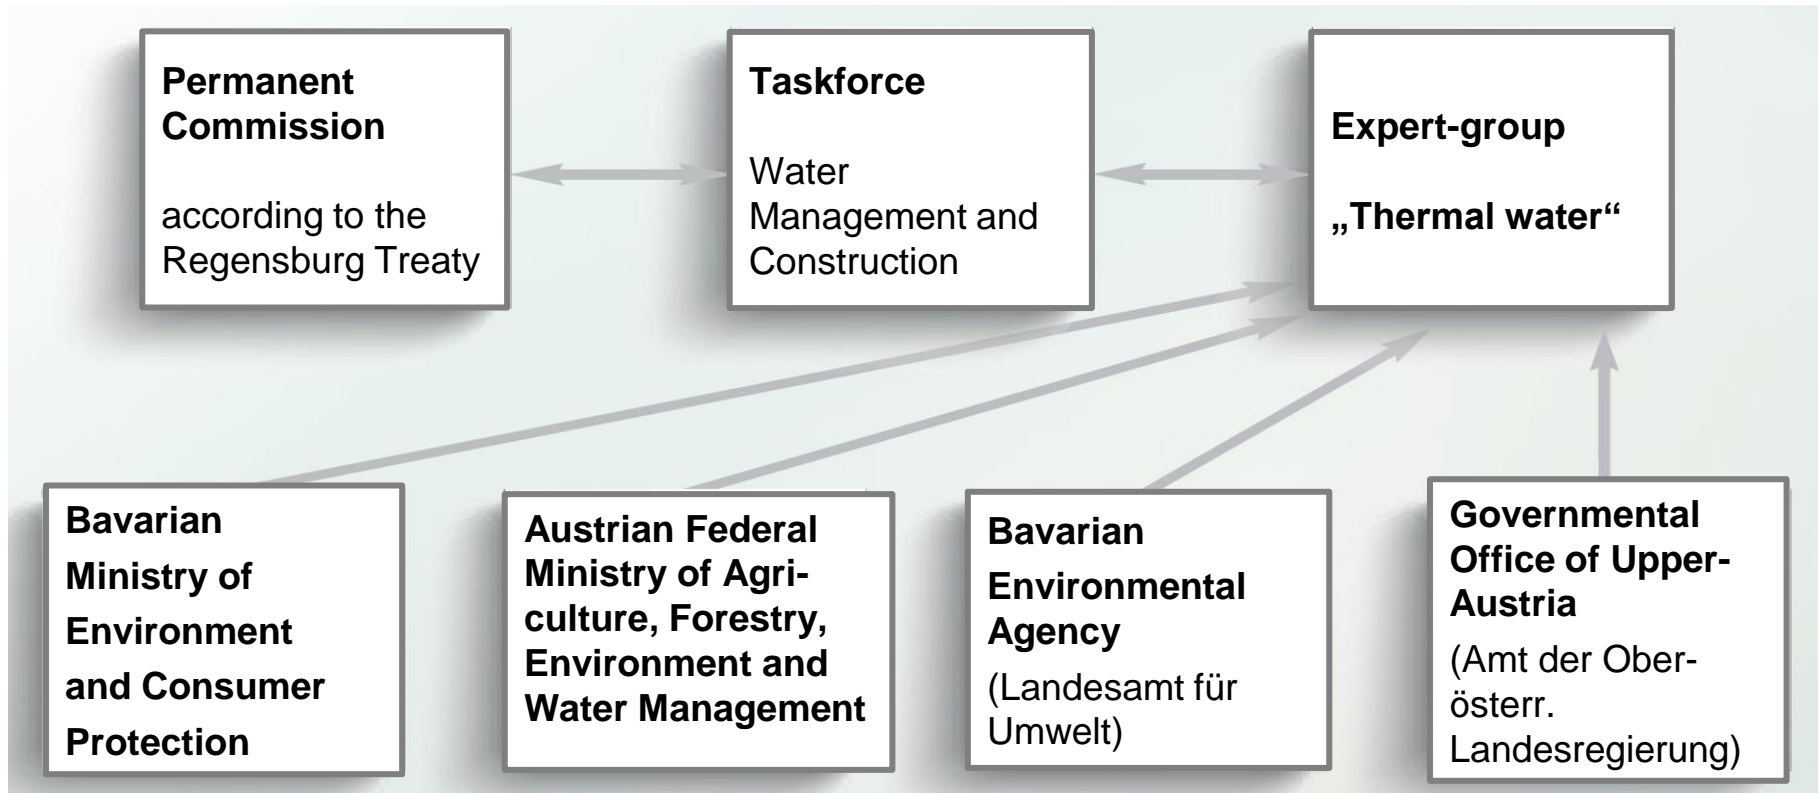 Permanent
Commission
according to the
Regensburg Treaty
Taskforce
Water
Management and
Construction
Expert-group
„Thermal water“
Bavarian
Ministry of
Environment
and Consumer
Protection
Austrian Federal
Ministry of Agri-
culture, Forestry,
Environment and
Water Management
Bavarian
Environmental
Agency
(Landesamt für
Umwelt)
Governmental
Office of Upper-
Austria
(Amt der Ober-
österr.
Landesregierung)